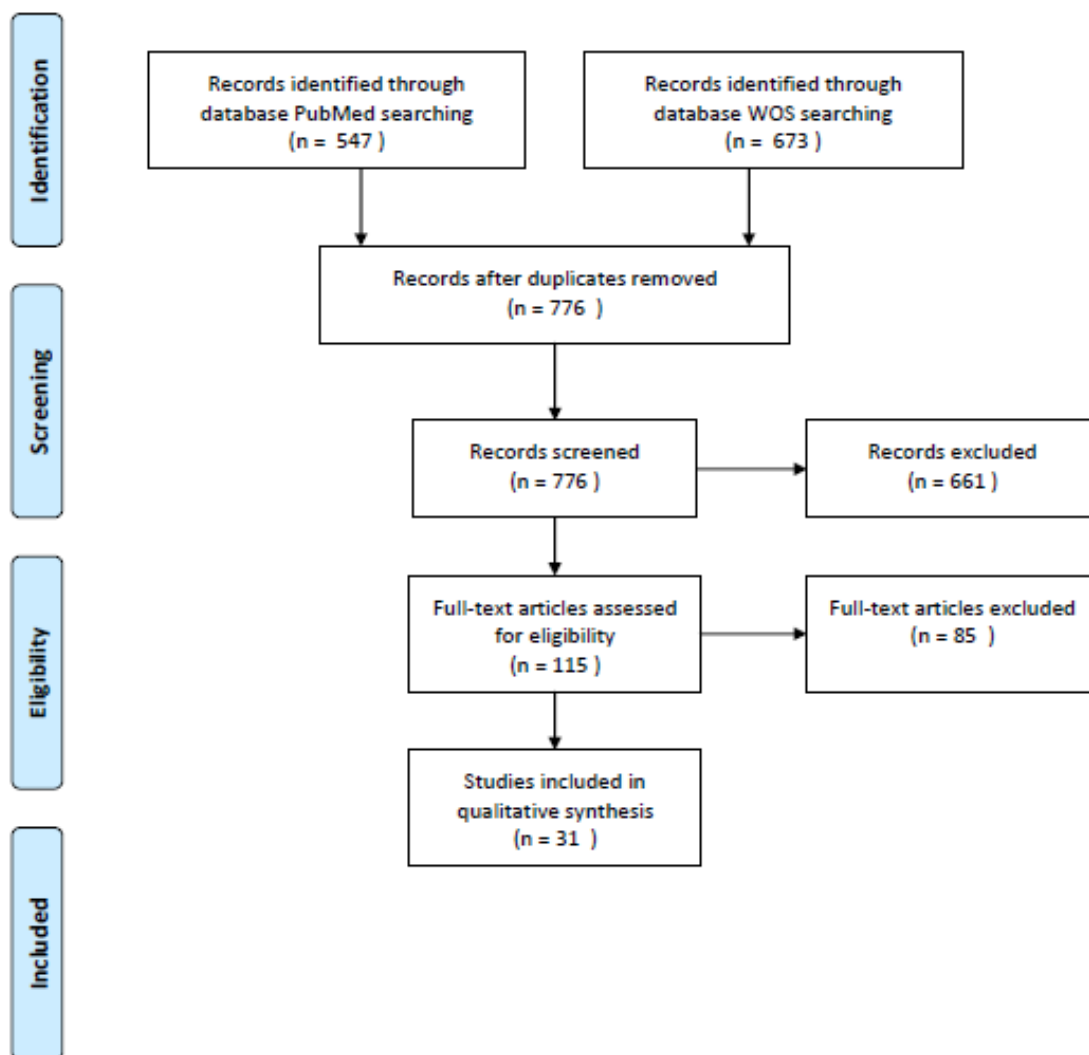 Identification
Records identified through
database PubMed searching
(n = 547 )
Records identified through
database WOS searching
(n = 673 )
Records after duplicates removed
(n = 776 )
Screening
Records screened
(n = 776 )
Records excluded
(n = 661 )
Eligibility
Full-text articles assessed
for eligibility
(n = 115 )
Full-text articles excluded
(n = 85 )
Studies included in
qualitative synthesis
(n = 31 )
Included